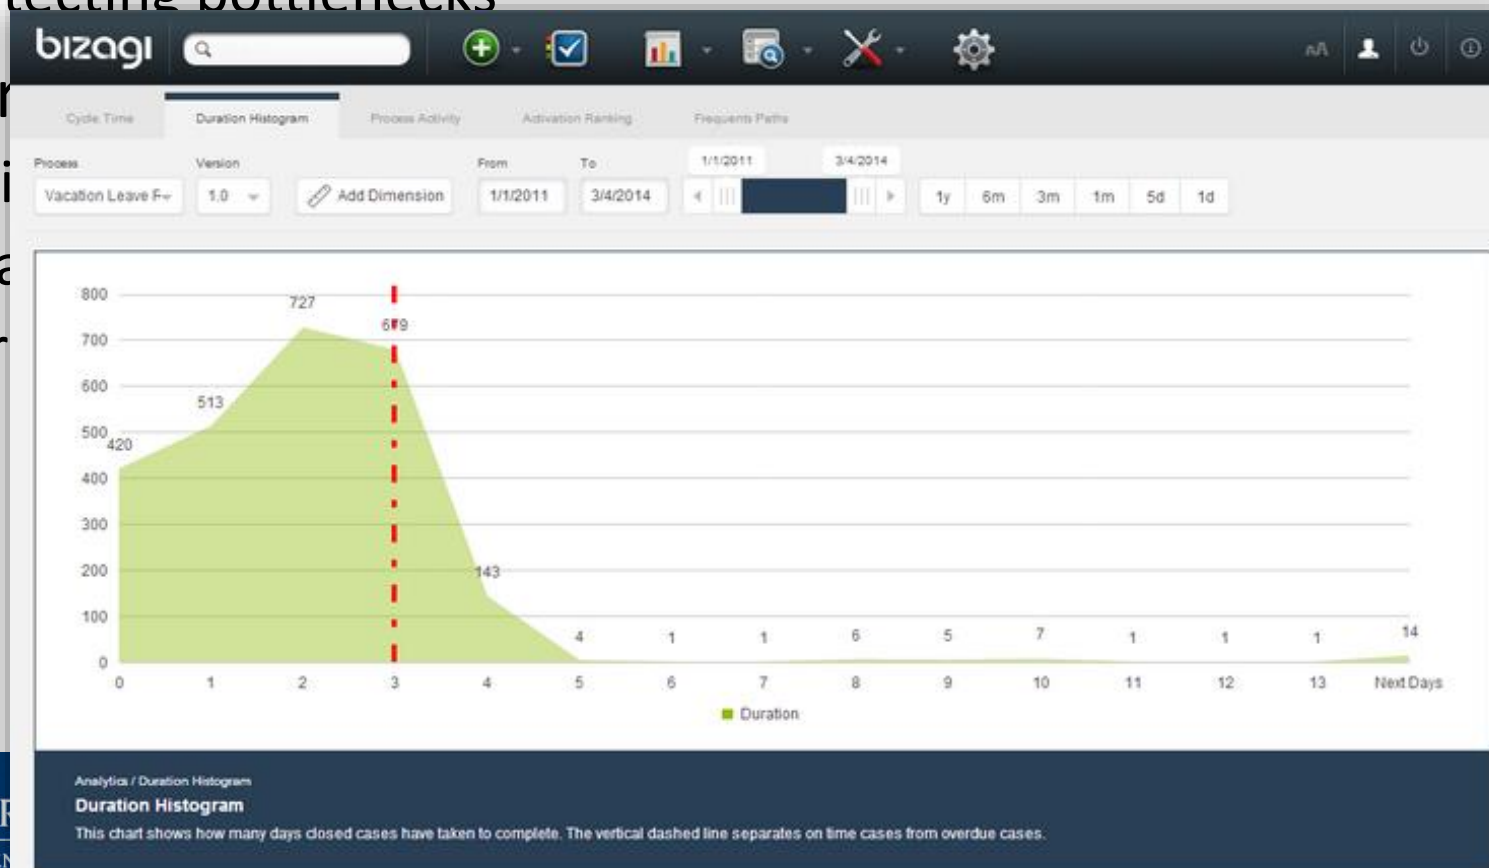 tecting bottlenecks
bizagi
Cycle Time Duration Histogram Process Activity Activation Ranking Frequents Paths
Process Version From To 1/1/2011 3/4/2014
Vacation Leave R 1.0 Add Dimension 1/1/2011 3/4/2014 1y 6m 3m 1m 5d 1d
800
727
679
700
600
513
500
420
400
300
200
143
100
4 1 1 6 5 7 1 1 1 14
0
0 1 2 3 4 5 6 7 8 9 10 11 12 13 Next Days
Duration
Analytics / Duration Histogram
Duration Histogram
This chart shows how many days closed cases have taken to complete. The vertical dashed line separates on time cases from overdue cases.